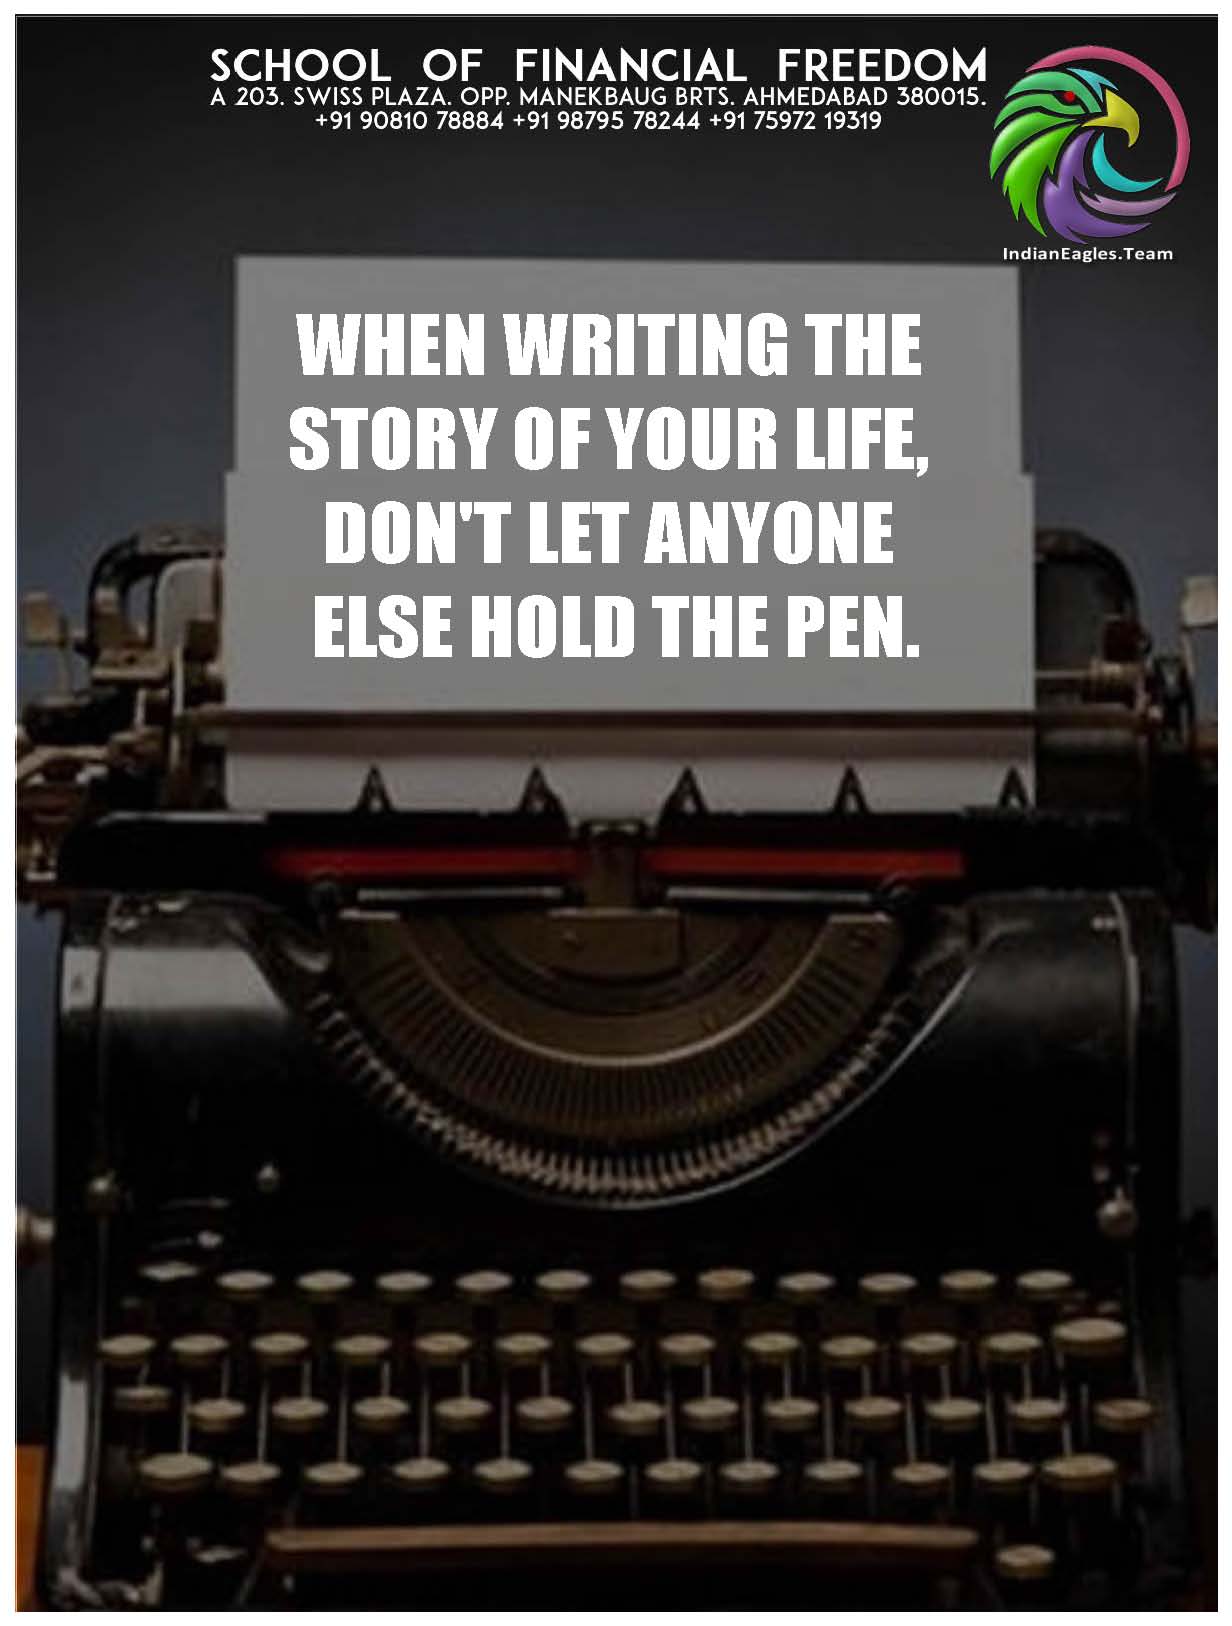 SCHOOL OF FINANCIAL FREEDOM
A 203. SWISS PLAZA. OPP. MANEKBAUG BRTS. AHMEDABAD 380015.
+91 90810 78884 +91 98795 78244 +91 75972 19319
IndianEagles.Team
WHEN WRITING THE
STORY OF YOUR LIFE,
DON'T LET ANYONE
ELSE HOLD THE PEN.